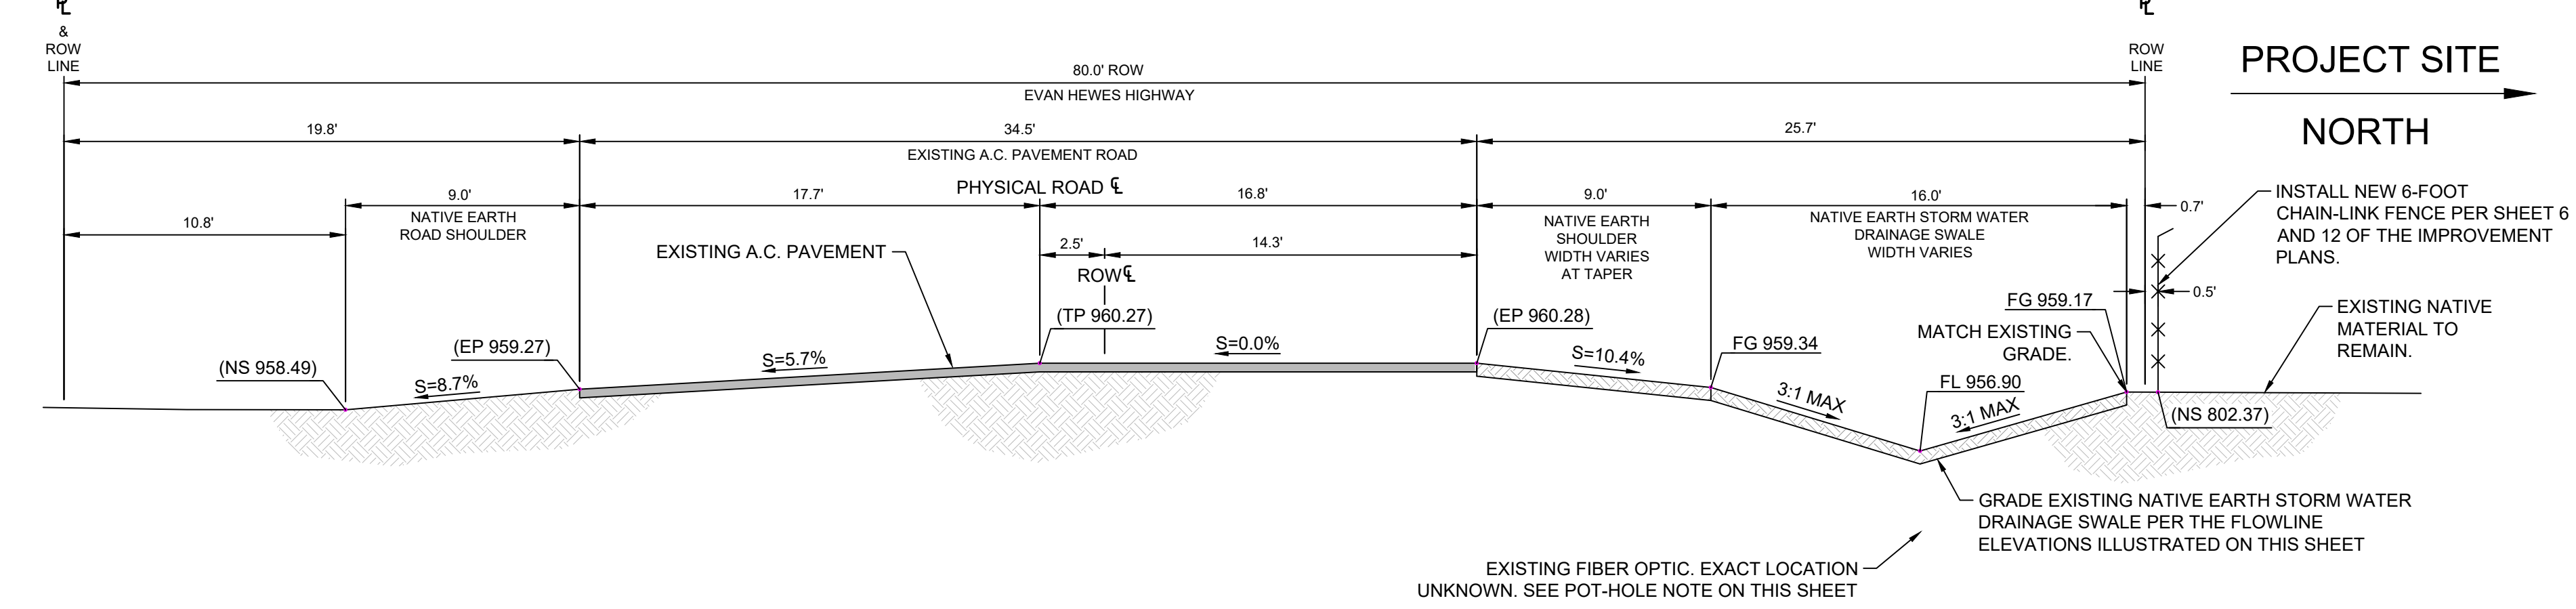 PL
&
ROW
LINE
PL
ROW
LINE
PROJECT SITE
NORTH
80.0' ROW
EVAN HEWES HIGHWAY
19.8'
34.5'
EXISTING A.C. PAVEMENT ROAD
25.7'
PHYSICAL ROAD CL
10.8'
9.0'
NATIVE EARTH
ROAD SHOULDER
17.7'
16.8'
2.5'
14.3'
ROW CL
9.0'
NATIVE EARTH
SHOULDER
WIDTH VARIES
AT TAPER
16.0'
NATIVE EARTH STORM WATER
DRAINAGE SWALE
WIDTH VARIES
0.7'
0.5'
INSTALL NEW 6-FOOT
CHAIN-LINK FENCE PER SHEET 6
AND 12 OF THE IMPROVEMENT
PLANS.
EXISTING A.C. PAVEMENT
(NS 958.49)
S=8.7%
(EP 959.27)
S=5.7%
(TP 960.27)
S=0.0%
(EP 960.28)
S=10.4%
FG 959.34
3:1 MAX
FL 956.90
3:1 MAX
FG 959.17
MATCH EXISTING
GRADE.
(NS 802.37)
EXISTING NATIVE
MATERIAL TO
REMAIN.
GRADE EXISTING NATIVE EARTH STORM WATER
DRAINAGE SWALE PER THE FLOWLINE
ELEVATIONS ILLUSTRATED ON THIS SHEET
EXISTING FIBER OPTIC. EXACT LOCATION
UNKNOWN. SEE POT-HOLE NOTE ON THIS SHEET